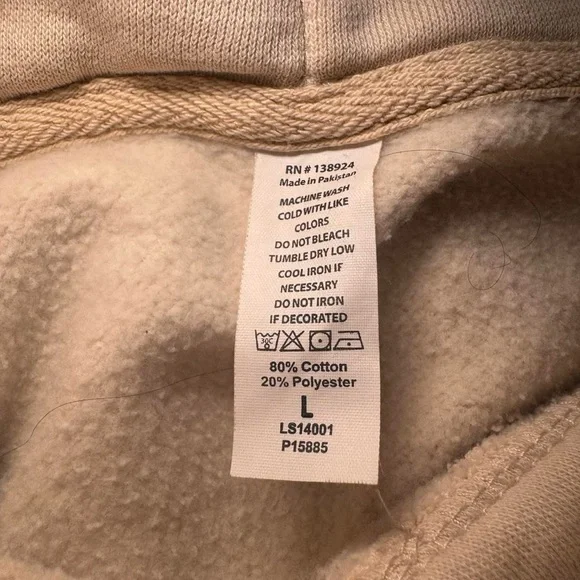 RN # 138924
Made in Pakistan
MACHINE WASH
COLD WITH LIKE
COLORS
DO NOT BLEACH
TUMBLE DRY LOW
COOL IRON IF
NECESSARY
DO NOT IRON
IF DECORATED
30C
80% Cotton
20% Polyester
L
LS14001
P15885